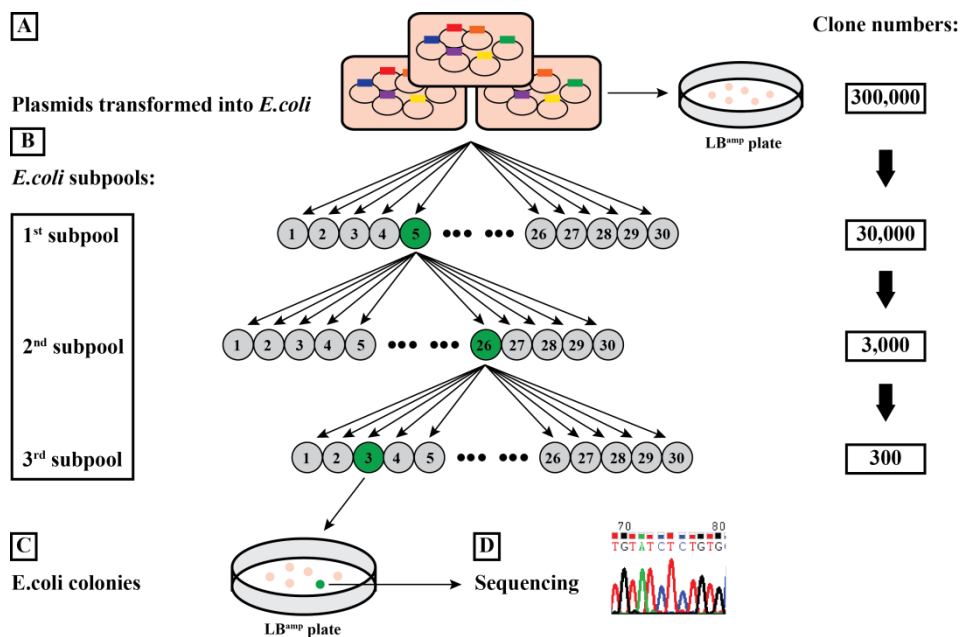 A
Clone numbers:
Plasmids transformed into E.coli
300,000
LBᵃᵐᵖ plate
B
E.coli subpools:
1ˢᵗ subpool
1 2 3 4 5 ••• ••• 26 27 28 29 30
30,000
2ⁿᵈ subpool
1 2 3 4 5 ••• ••• 26 27 28 29 30
3,000
3ʳᵈ subpool
1 2 3 4 5 ••• ••• 26 27 28 29 30
300
C
E.coli colonies
LBᵃᵐᵖ plate
D
Sequencing
70 80
TGTATCTCTGTG